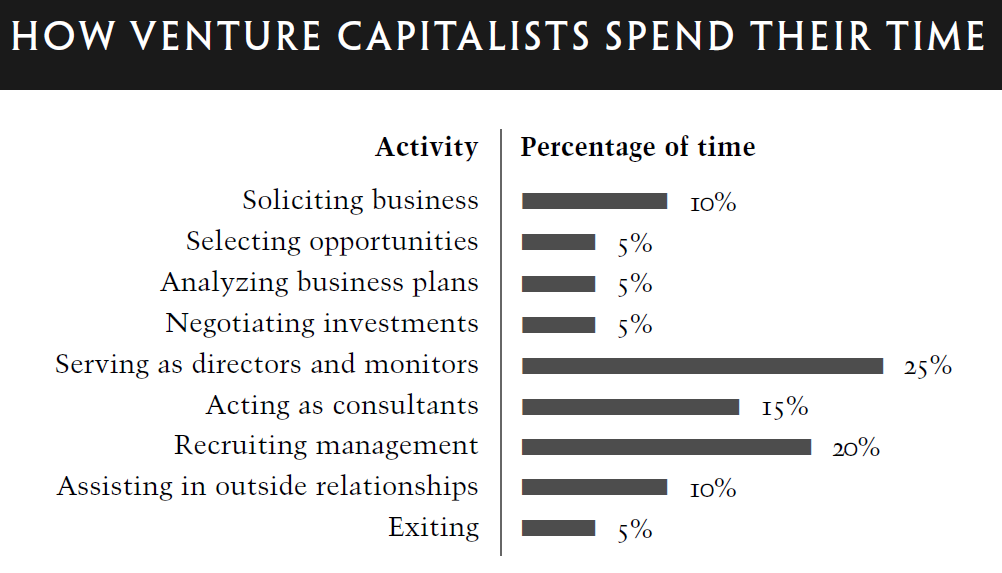 HOW VENTURE CAPITALISTS SPEND THEIR TIME
Activity Percentage of time
Soliciting business 10%
Selecting opportunities 5%
Analyzing business plans 5%
Negotiating investments 5%
Serving as directors and monitors 25%
Acting as consultants 15%
Recruiting management 20%
Assisting in outside relationships 10%
Exiting 5%